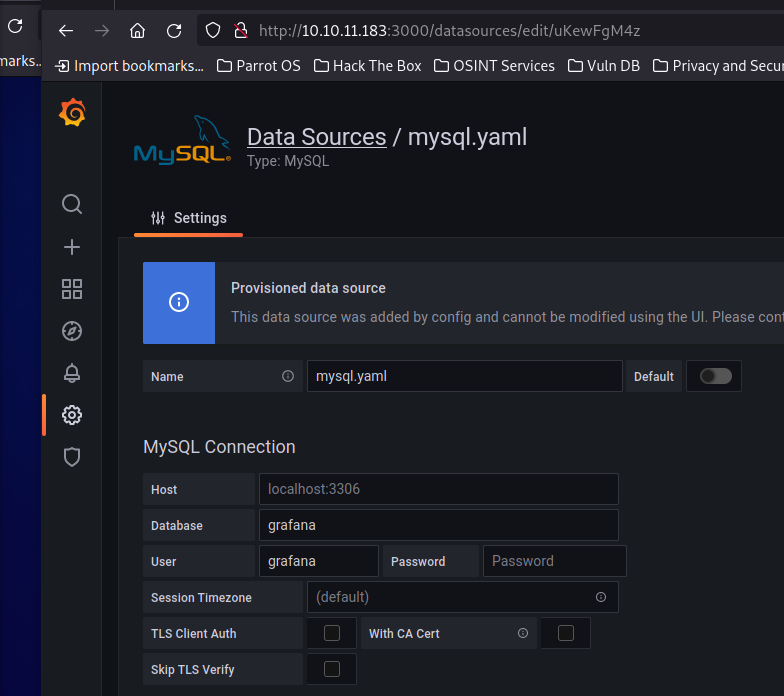 http://10.10.11.183:3000/datasources/edit/uKewFgM4z
marks…
Import bookmarks… Parrot OS Hack The Box OSINT Services Vuln DB Privacy and Secu
MySQL
Data Sources / mysql.yaml
Type: MySQL
Settings
Provisioned data source
This data source was added by config and cannot be modified using the UI. Please cont
Name mysql.yaml Default
MySQL Connection
Host localhost:3306
Database grafana
User grafana Password Password
Session Timezone (default)
TLS Client Auth With CA Cert
Skip TLS Verify